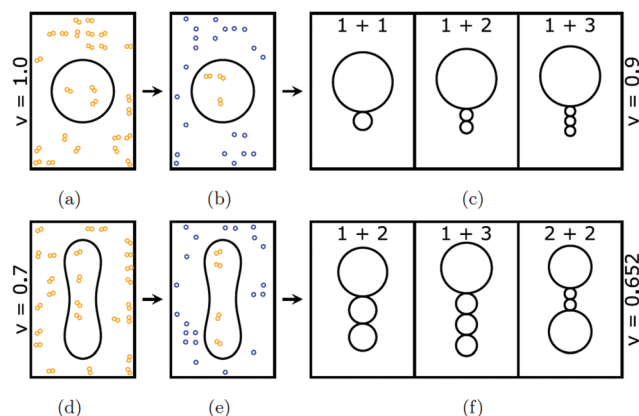 v = 1.0
1 + 1
1 + 2
1 + 3
v = 0.9
(a)
(b)
(c)
v = 0.7
1 + 2
1 + 3
2 + 2
v = 0.652
(d)
(e)
(f)